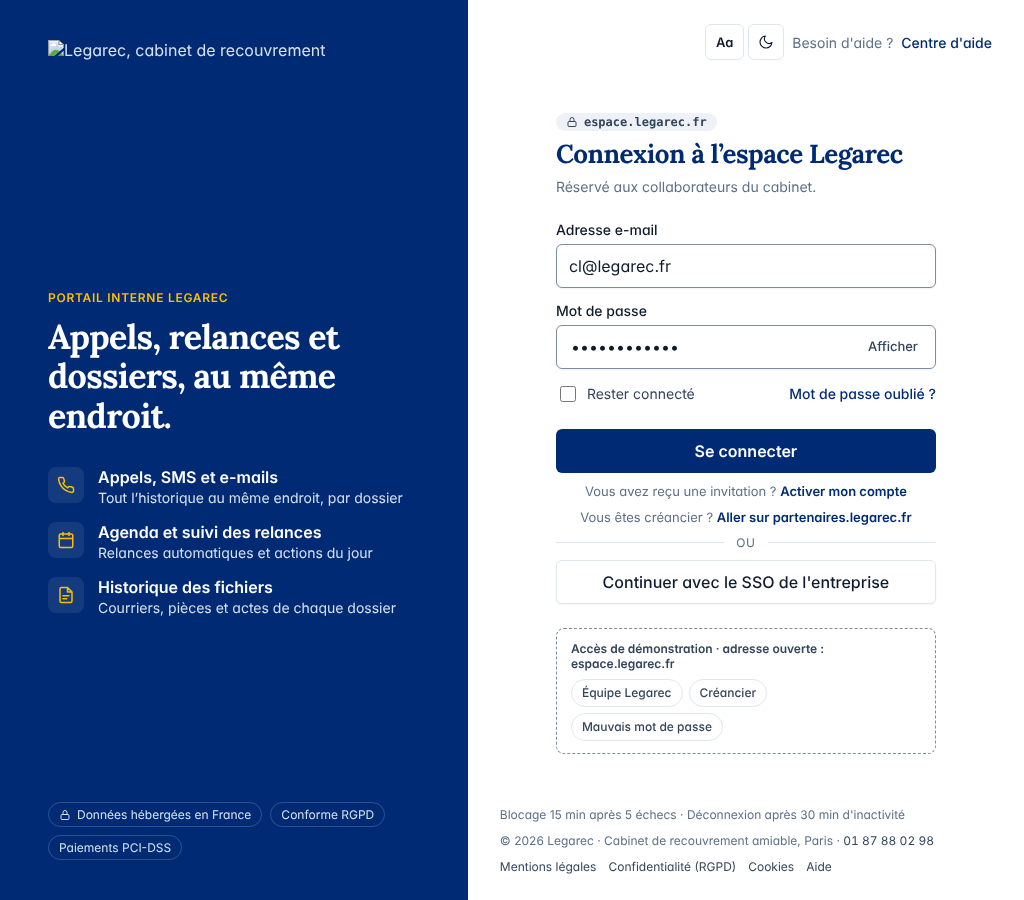 Legarec, cabinet de recouvrement
PORTAIL INTERNE LEGAREC
Appels, relances et
dossiers, au même
endroit.
Appels, SMS et e-mails
Tout l’historique au même endroit, par dossier
Agenda et suivi des relances
Relances automatiques et actions du jour
Historique des fichiers
Courriers, pièces et actes de chaque dossier
Données hébergées en France
Conforme RGPD
Paiements PCI-DSS
Aa
Besoin d'aide ? Centre d'aide
espace.legarec.fr
Connexion à l’espace Legarec
Réservé aux collaborateurs du cabinet.
Adresse e-mail
cl@legarec.fr
Mot de passe
••••••••••••
Afficher
Rester connecté
Mot de passe oublié ?
Se connecter
Vous avez reçu une invitation ? Activer mon compte
Vous êtes créancier ? Aller sur partenaires.legarec.fr
OU
Continuer avec le SSO de l'entreprise
Accès de démonstration · adresse ouverte :
espace.legarec.fr
Équipe Legarec
Créancier
Mauvais mot de passe
Blocage 15 min après 5 échecs · Déconnexion après 30 min d'inactivité
© 2026 Legarec · Cabinet de recouvrement amiable, Paris · 01 87 88 02 98
Mentions légales Confidentialité (RGPD) Cookies Aide